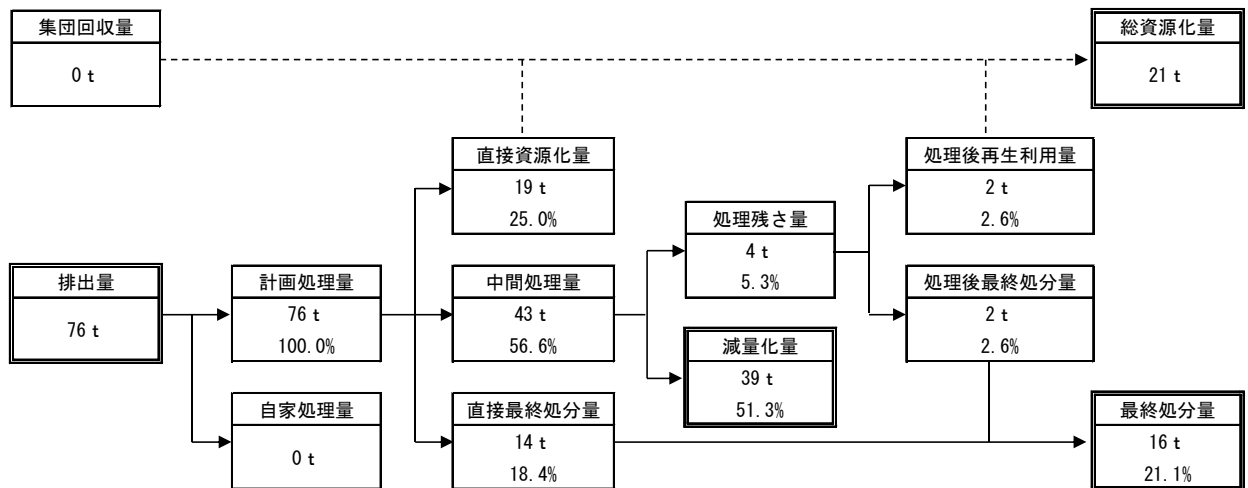 集団回収量
0 t
総資源化量
21 t
直接資源化量
19 t
25.0%
処理後再生利用量
2 t
2.6%
処理残さ量
4 t
5.3%
排出量
76 t
計画処理量
76 t
100.0%
中間処理量
43 t
56.6%
処理後最終処分量
2 t
2.6%
減量化量
39 t
51.3%
自家処理量
0 t
直接最終処分量
14 t
18.4%
最終処分量
16 t
21.1%